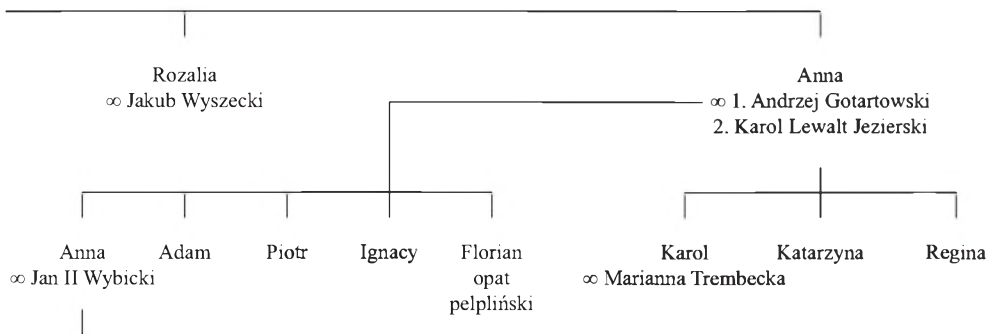 Rozalia
∞ Jakub Wyszecki
Anna
∞ 1. Andrzej Gotartowski
2. Karol Lewalt Jezierski
Anna
∞ Jan II Wybicki
Adam
Piotr
Ignacy
Florian
opat
pelpliński
Karol
∞ Marianna Trembecka
Katarzyna
Regina